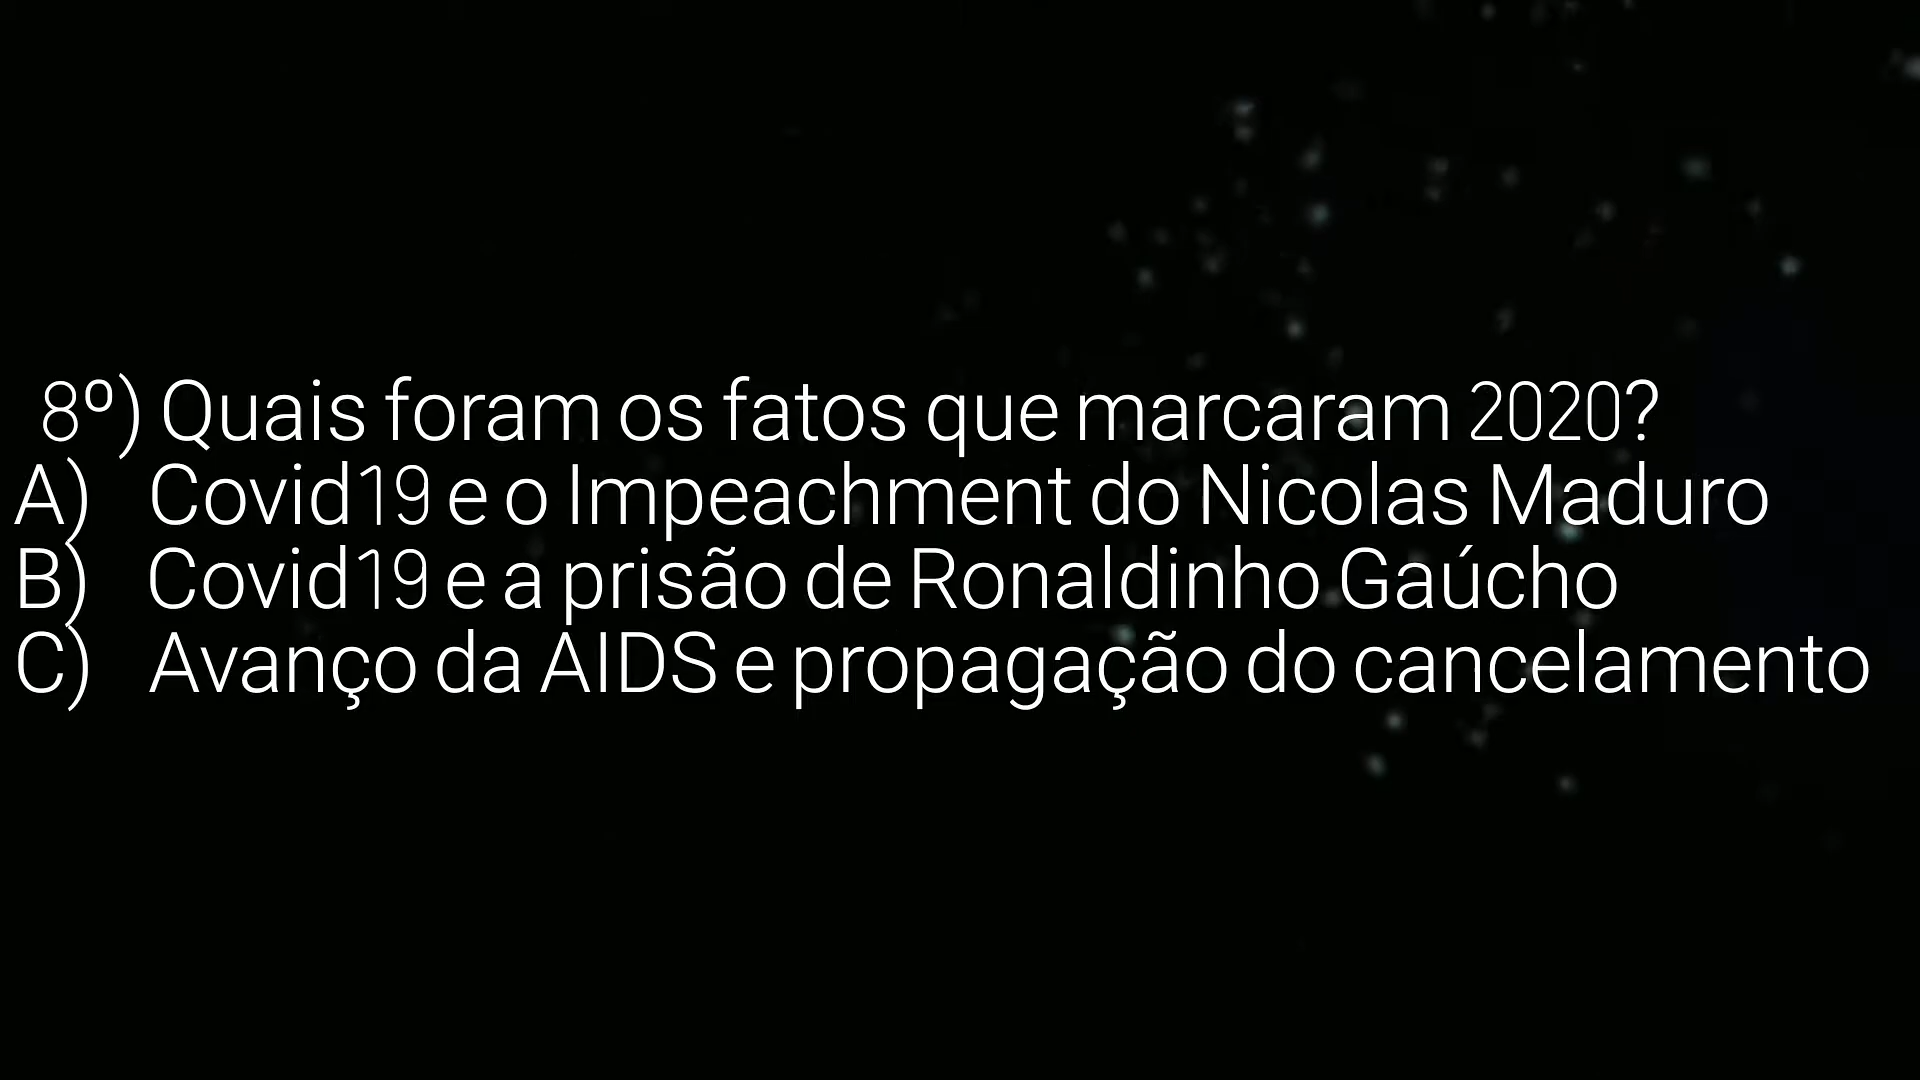 8º) Quais foram os fatos que marcaram 2020?
A) Covid19 e o Impeachment do Nicolas Maduro
B) Covid19 e a prisão de Ronaldinho Gaúcho
C) Avanço da AIDS e propagação do cancelamento